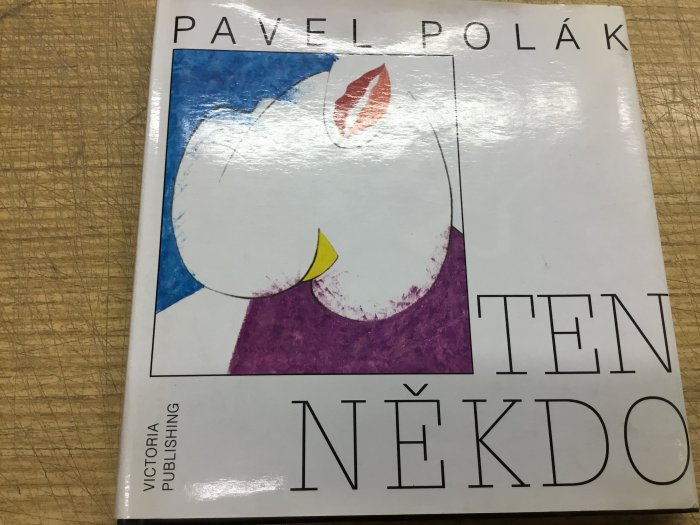 PAVEL POLÁK
TEN
NĚKDO
VICTORIA
PUBLISHING